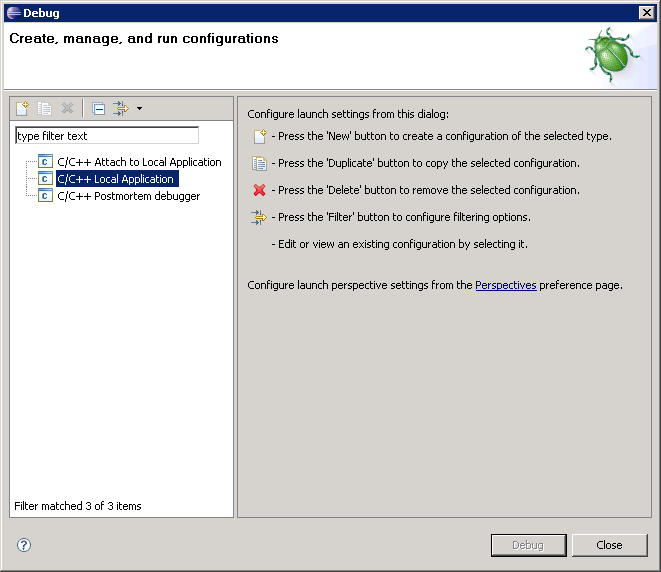 Debug
Create, manage, and run configurations
type filter text
C/C++ Attach to Local Application
C/C++ Local Application
C/C++ Postmortem debugger
Filter matched 3 of 3 items
Configure launch settings from this dialog:
- Press the 'New' button to create a configuration of the selected type.
- Press the 'Duplicate' button to copy the selected configuration.
- Press the 'Delete' button to remove the selected configuration.
- Press the 'Filter' button to configure filtering options.
- Edit or view an existing configuration by selecting it.
Configure launch perspective settings from the Perspectives preference page.
Debug
Close